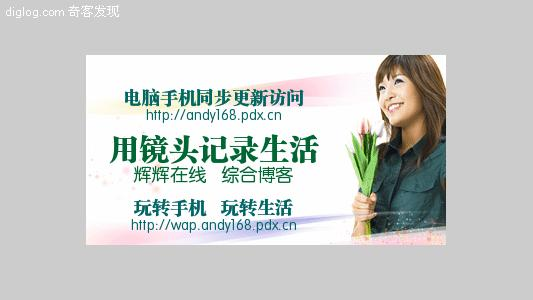 diglog.com 奇客发现
电脑手机同步更新访问
http://andy168.pdx.cn
用镜头记录生活
辉辉在线 综合博客
玩转手机 玩转生活
http://wap.andy168.pdx.cn